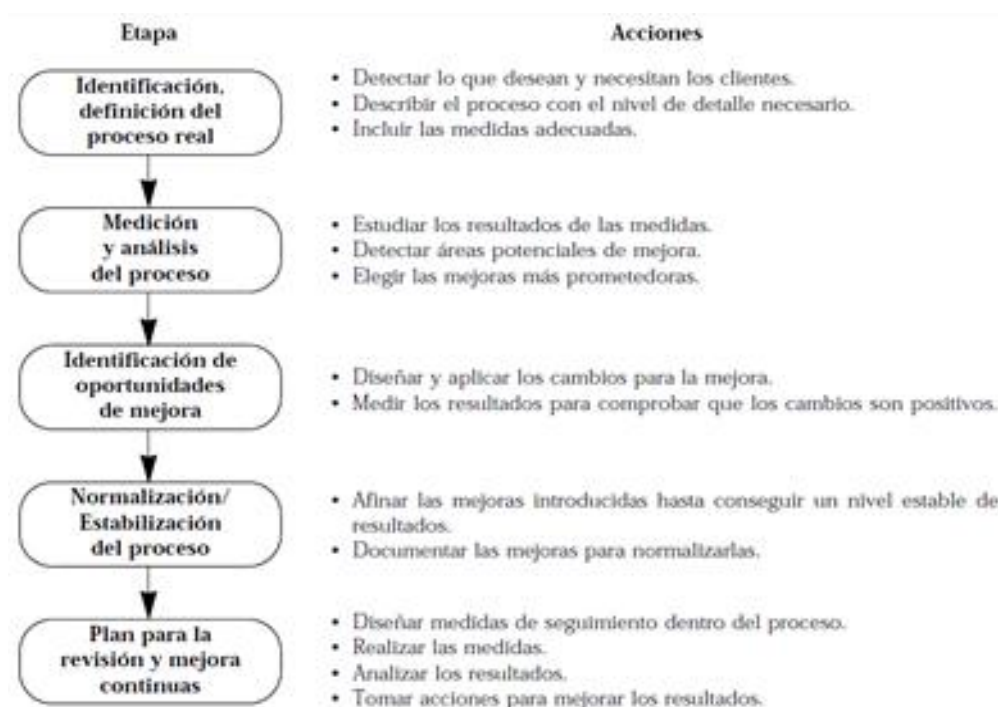 Etapa
Acciones
Identificación,
definición del
proceso real
• Detectar lo que desean y necesitan los clientes.
• Describir el proceso con el nivel de detalle necesario.
• Incluir las medidas adecuadas.
Medición
y análisis
del proceso
• Estudiar los resultados de las medidas.
• Detectar áreas potenciales de mejora.
• Elegir las mejoras más prometedoras.
Identificación de
oportunidades
de mejora
• Diseñar y aplicar los cambios para la mejora.
• Medir los resultados para comprobar que los cambios son positivos.
Normalización/
Estabilización
del proceso
• Afinar las mejoras introducidas hasta conseguir un nivel estable de
resultados.
• Documentar las mejoras para normalizarlas.
Plan para la
revisión y mejora
continuas
• Diseñar medidas de seguimiento dentro del proceso.
• Realizar las medidas.
• Analizar los resultados.
• Tomar acciones para mejorar los resultados.